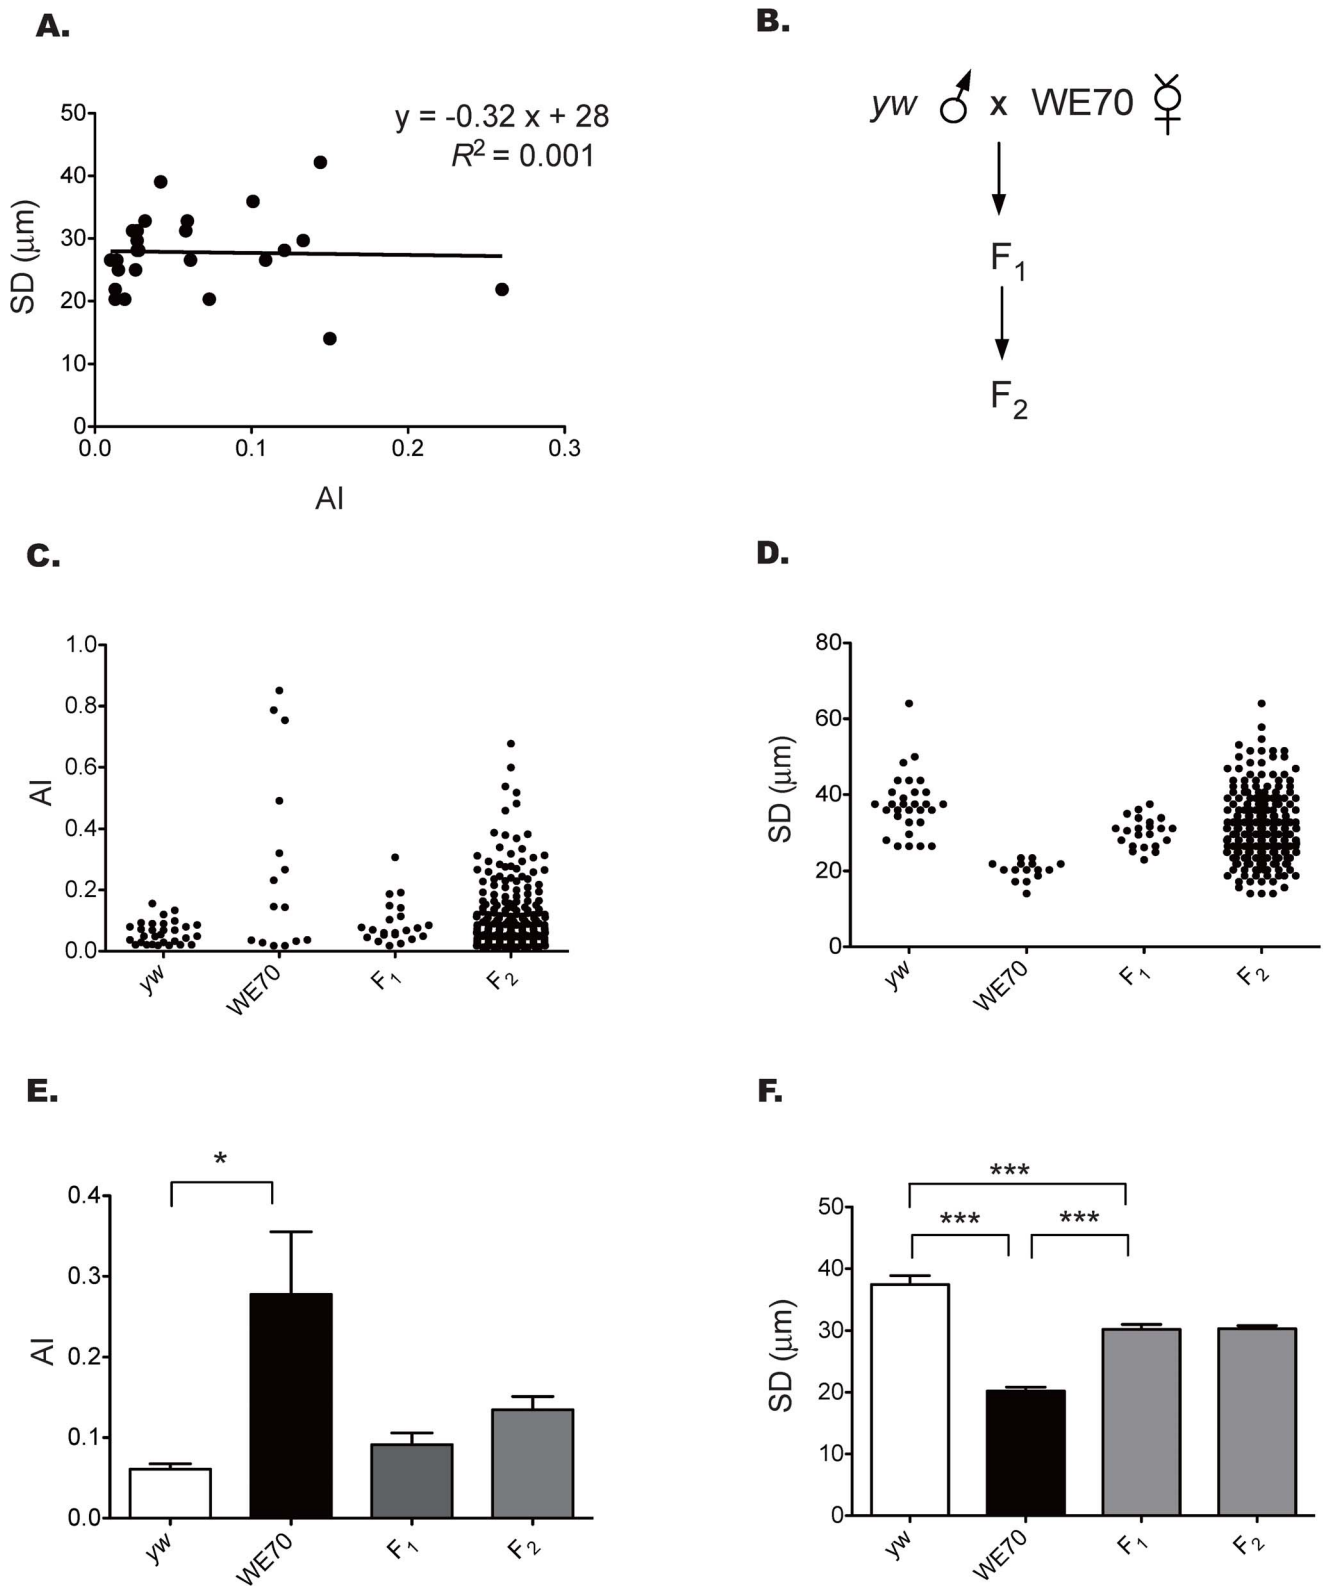 A.
y = -0.32 x + 28
R² = 0.001
50
40
30
20
10
0
SD (µm)
0.0 0.1 0.2 0.3
AI
B.
yw ♂ x WE70 ☿
F1
F2
C.
1.0
0.8
0.6
0.4
0.2
0.0
AI
yw WE70 F1 F2
D.
80
60
40
20
0
SD (µm)
yw WE70 F1 F2
E.
*
0.4
0.3
0.2
0.1
0.0
AI
yw WE70 F1 F2
F.
***
*** ***
50
40
30
20
10
0
SD (µm)
yw WE70 F1 F2